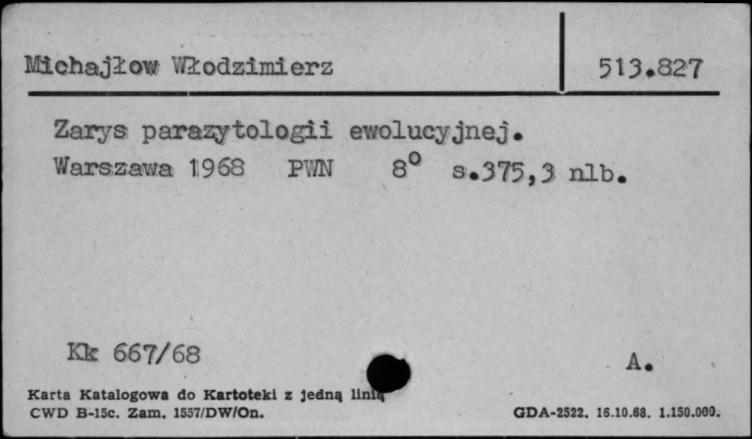 Michajłow Włodzimierz 513.827
Zarys parazytologii ewolucyjnej.
Warszawa 1968 PWN 8° s.375,3 nlb.
Kk 667/68
A.
Karta Katalogowa do Kartoteki z jedną linią
CWD B-15c. Zam. 1557/DW/On. GDA-2522. 16.10.68. 1.150.000.